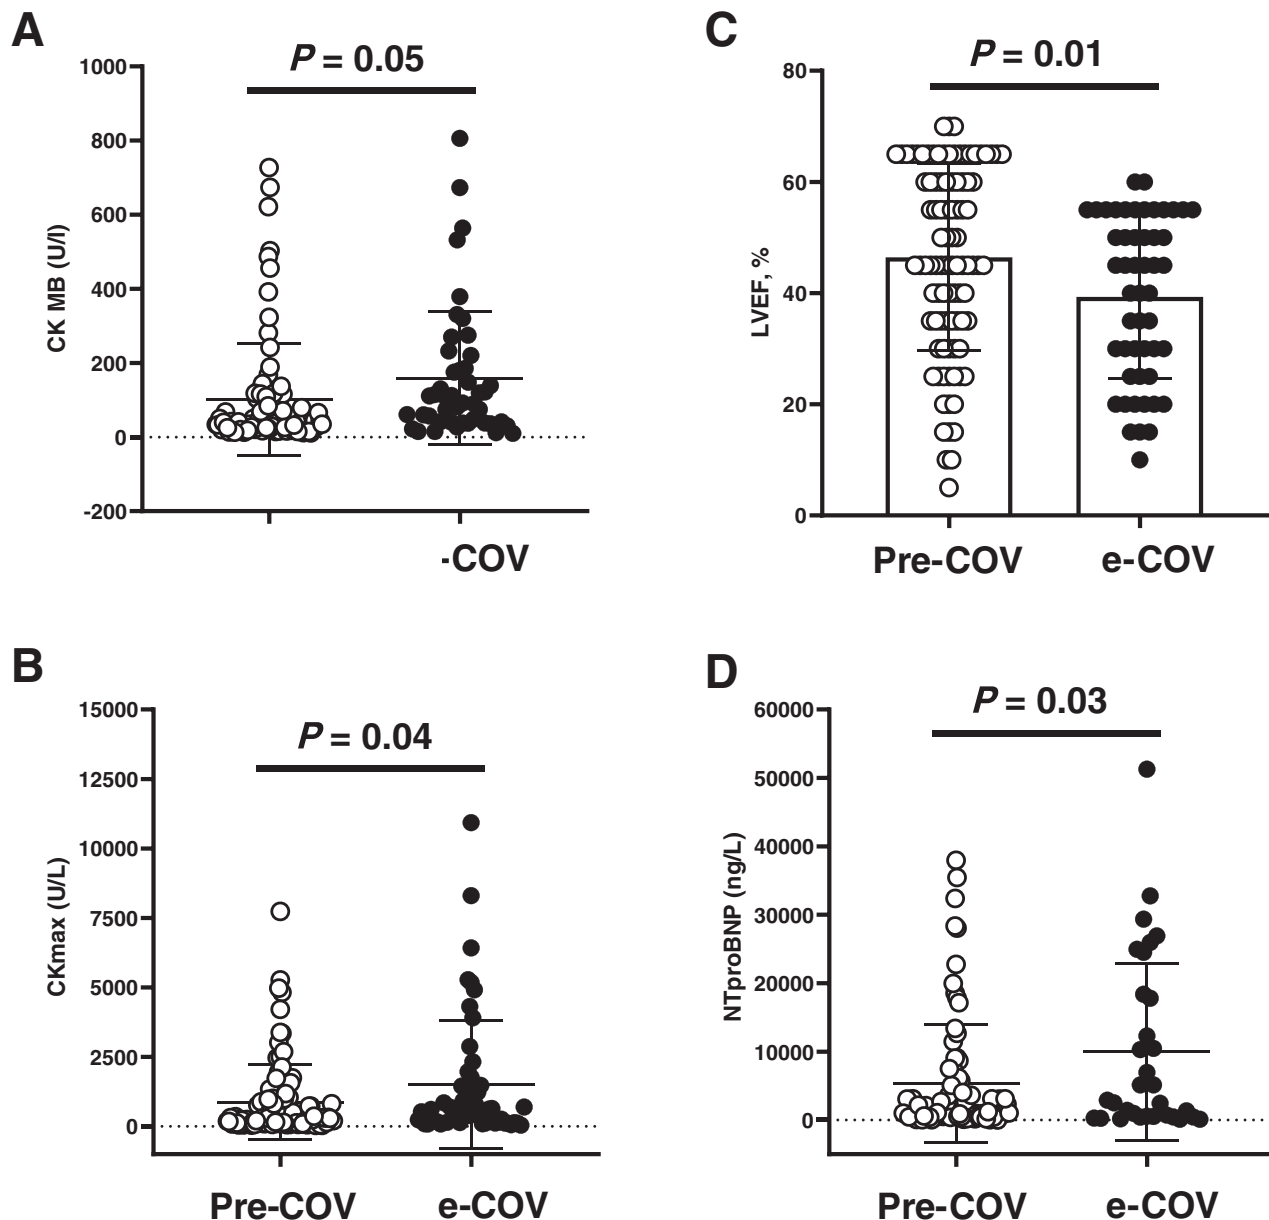 A
P = 0.05
1000
800
600
400
200
0
-200
CK MB (U/l)
-COV
C
P = 0.01
80
60
40
20
0
LVEF, %
Pre-COV e-COV
B
P = 0.04
15000
12500
10000
7500
5000
2500
0
CKmax (U/L)
Pre-COV e-COV
D
P = 0.03
60000
50000
40000
30000
20000
10000
0
NTproBNP (ng/L)
Pre-COV e-COV